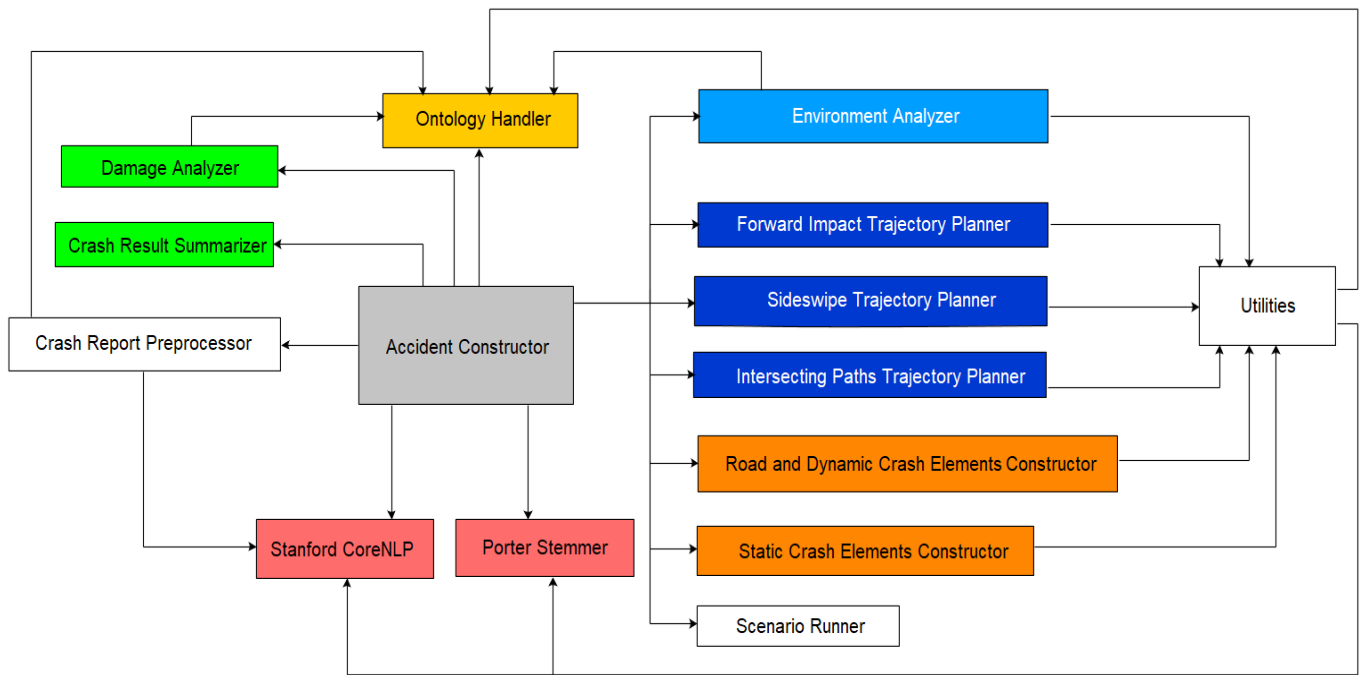 Ontology Handler
Environment Analyzer
Damage Analyzer
Crash Result Summarizer
Forward Impact Trajectory Planner
Sideswipe Trajectory Planner
Utilities
Crash Report Preprocessor
Accident Constructor
Intersecting Paths Trajectory Planner
Road and Dynamic Crash Elements Constructor
Stanford CoreNLP
Porter Stemmer
Static Crash Elements Constructor
Scenario Runner